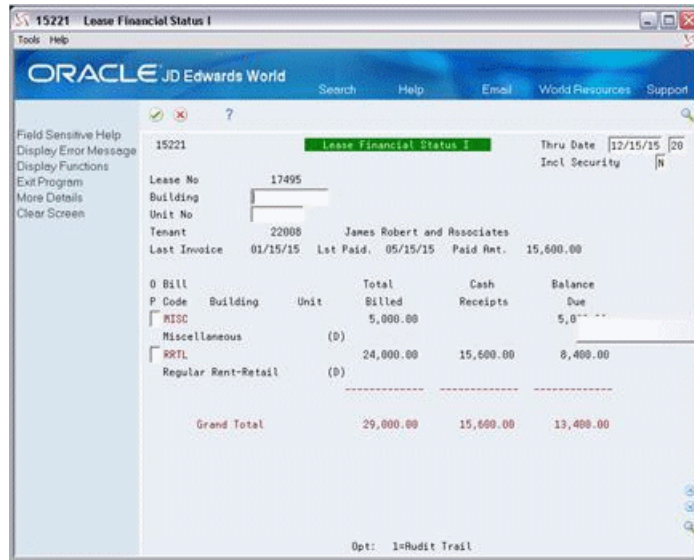 15221 Lease Financial Status I
Tools Help
ORACLE JD Edwards World
Search Help Email World Resources Support
?
Field Sensitive Help
Display Error Message
Display Functions
Exit Program
More Details
Clear Screen
15221 Lease Financial Status I Thru Date 12/15/15 20
Incl Security N
Lease No 17495
Building
Unit No
Tenant 22008 James Robert and Associates
Last Invoice 01/15/15 Lst Paid. 05/15/15 Paid Amt. 15,600.00
O Bill Total Cash Balance
P Code Building Unit Billed Receipts Due
MISC 5,000.00
Miscellaneous (D)
RRTL 24,000.00 15,600.00 8,400.00
Regular Rent-Retail (D)
Grand Total 29,000.00 15,600.00 13,400.00
Opt: 1=Audit Trail